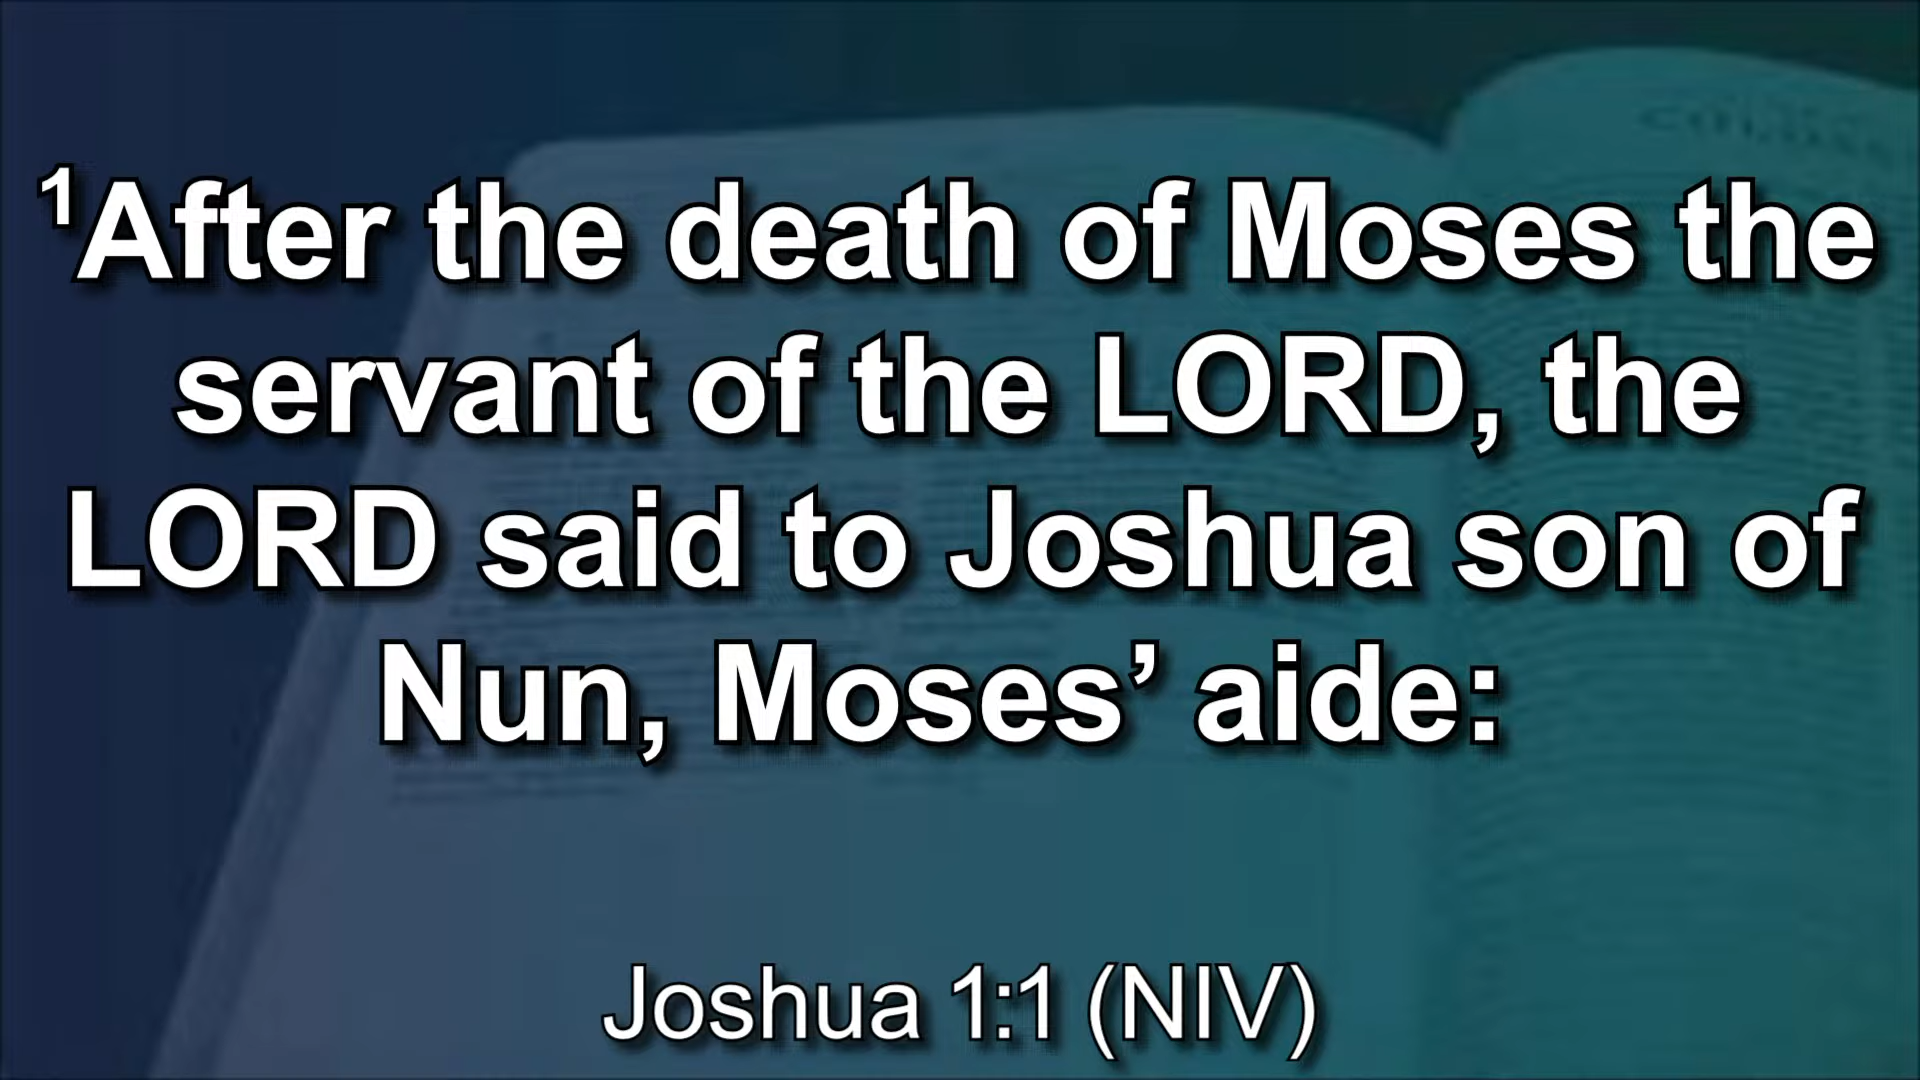 ¹After the death of Moses the
servant of the LORD, the
LORD said to Joshua son of
Nun, Moses’ aide:
Joshua 1:1 (NIV)